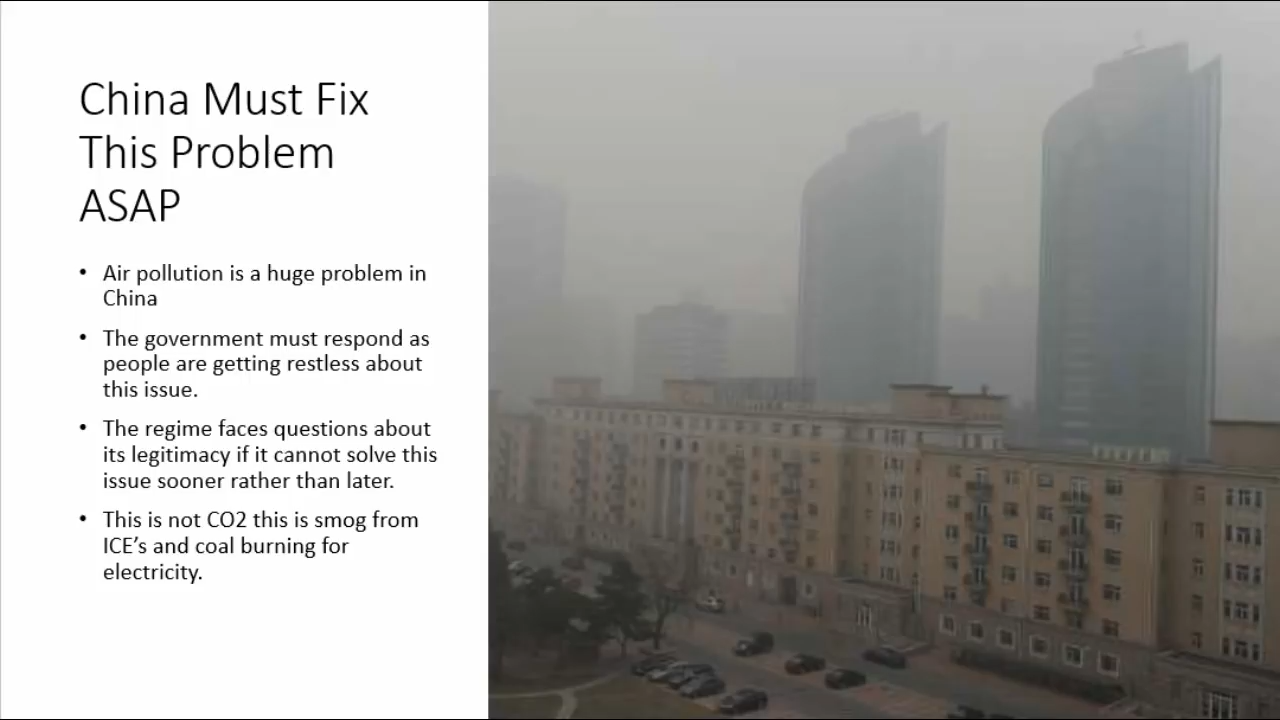 China Must Fix
This Problem
ASAP
• Air pollution is a huge problem in
China
• The government must respond as
people are getting restless about
this issue.
• The regime faces questions about
its legitimacy if it cannot solve this
issue sooner rather than later.
• This is not CO2 this is smog from
ICE’s and coal burning for
electricity.